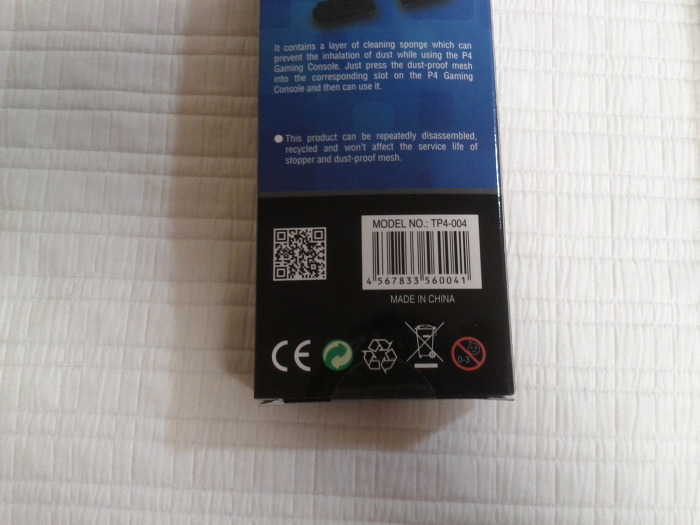 It contains a layer of cleaning sponge which can
prevent the inhalation of dust while using the P4
Gaming Console. Just press the dust-proof mesh
into the corresponding slot on the P4 Gaming
Console and then can use it.
This product can be repeatedly disassembled,
recycled and won't affect the service life of
stopper and dust-proof mesh.
MODEL NO.: TP4-004
4 567833 560041
MADE IN CHINA
CE
0-3